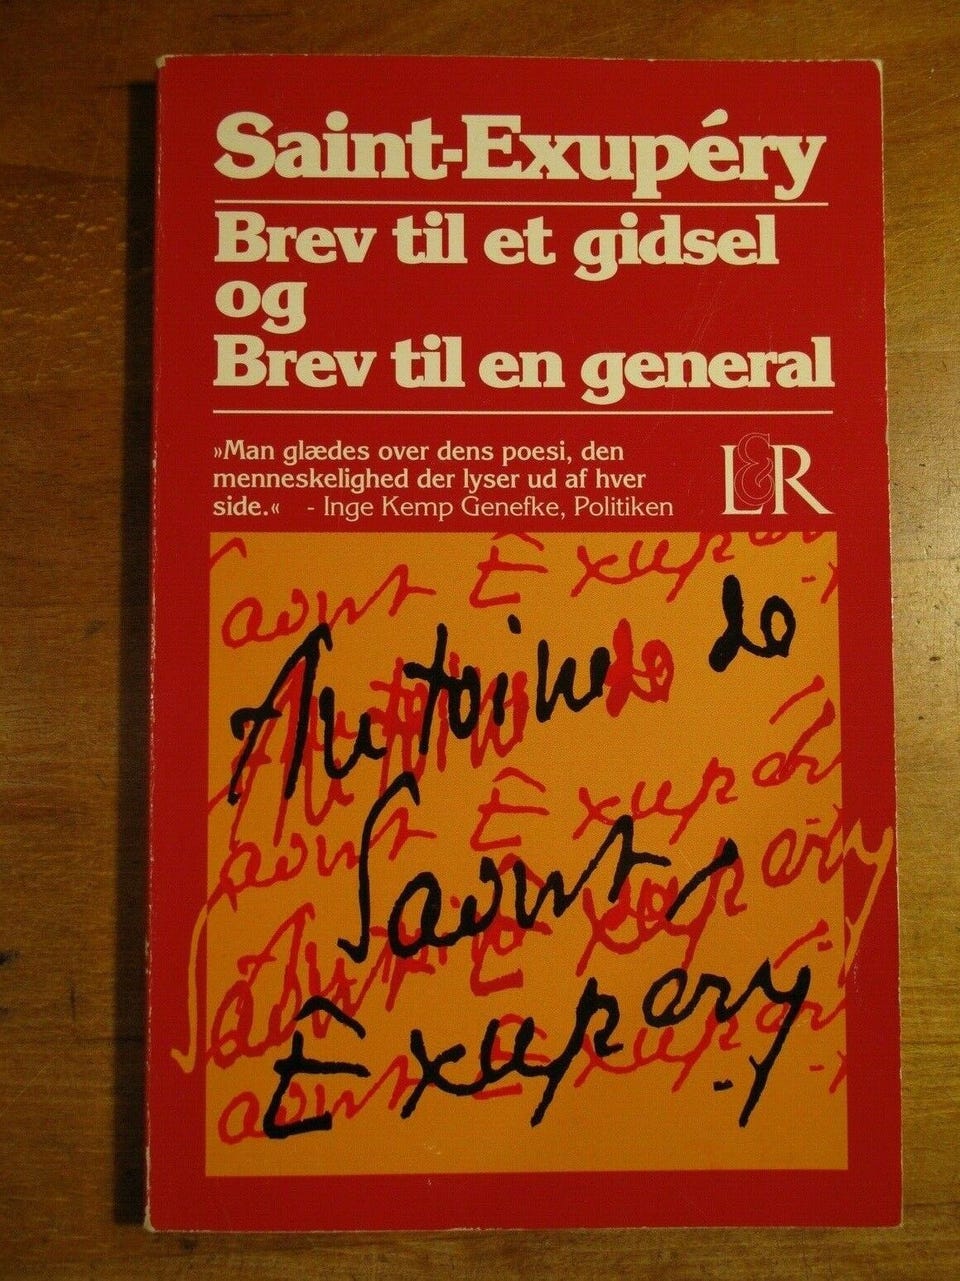 Saint-Exupéry
Brev til et gidsel
og
Brev til en general
»Man glædes over dens poesi, den
menneskelighed der lyser ud af hver
side.« - Inge Kemp Genefke, Politiken
L&R
Antoine de
Saint
Exupéry